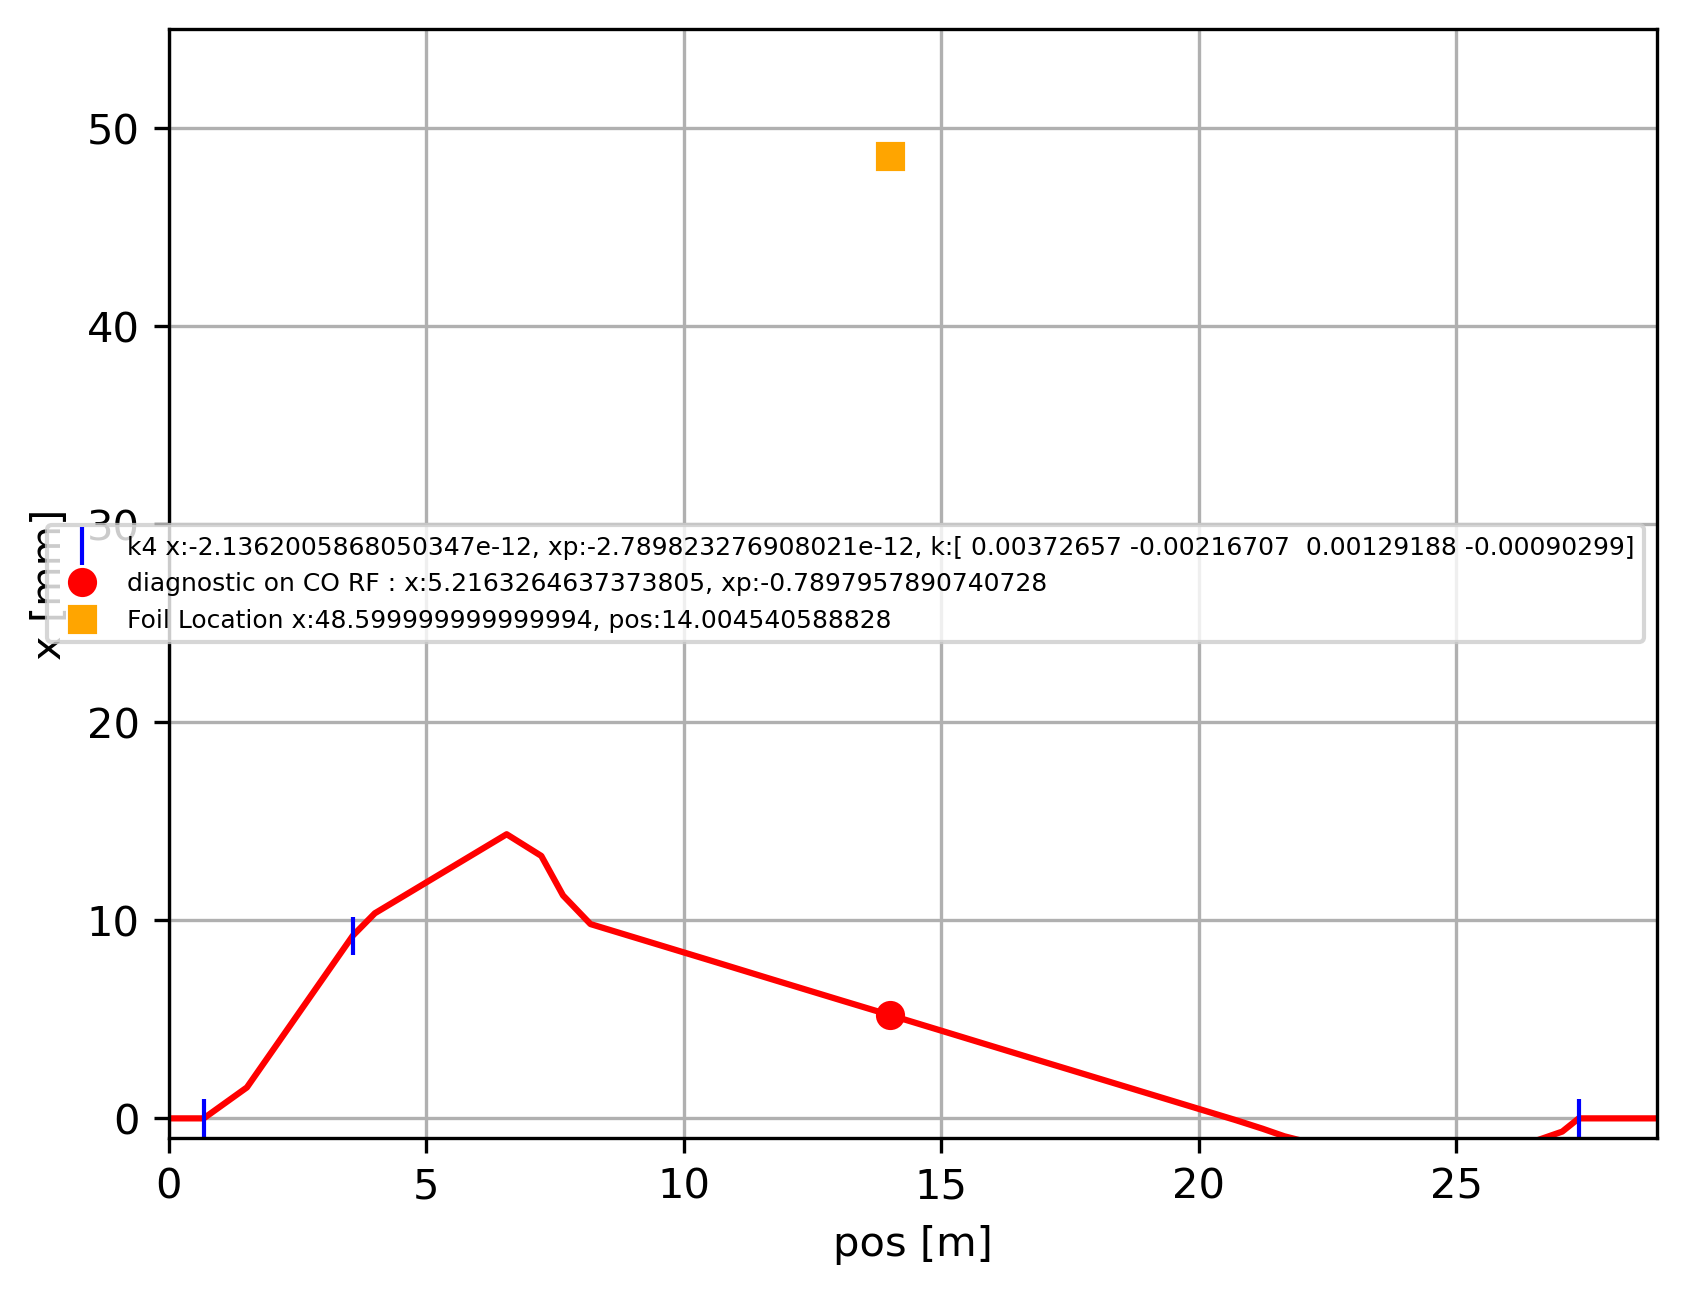 50
40
30
x [mm]
k4 x:-2.1362005868050347e-12, xp:-2.789823276908021e-12, k:[ 0.00372657 -0.00216707  0.00129188 -0.00090299]
diagnostic on CO RF : x:5.2163264637373805, xp:-0.7897957890740728
Foil Location x:48.599999999999994, pos:14.004540588828
20
10
0
0 5 10 15 20 25
pos [m]